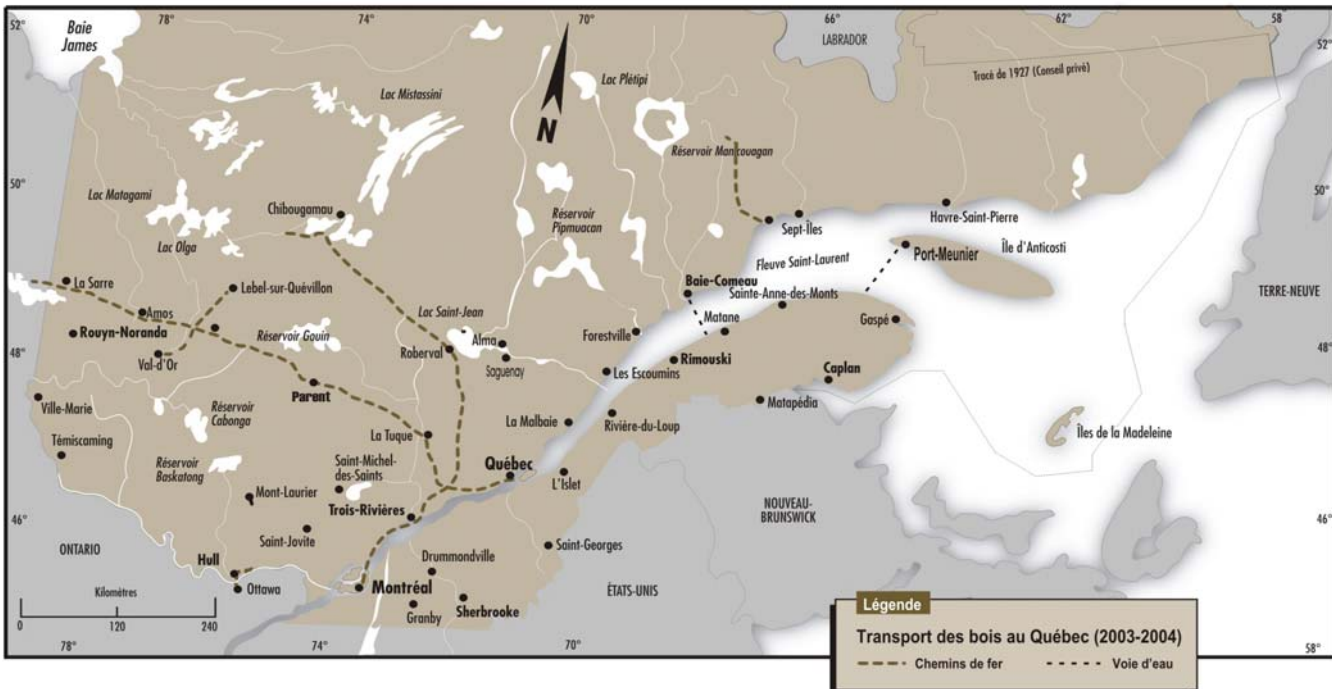 52°
78°
74°
70°
66°
62°
58°
Baie
James
LABRADOR
52°
Tracé de 1927 (Conseil privé)
Lac Plétipi
Lac Mistassini
N
Réservoir Manicouagan
50°
50°
Lac Matagami
Chibougamau
Réservoir
Pipmuacan
Sept-Îles
Havre-Saint-Pierre
Lac Olga
Port-Meunier
Île d'Anticosti
Fleuve Saint-Laurent
La Sarre
Lebel-sur-Quévillon
Baie-Comeau
Sainte-Anne-des-Monts
TERRE-NEUVE
Amos
Lac Saint-Jean
Matane
Gaspé
Rouyn-Noranda
Réservoir Gouin
Alma
Forestville
48°
Val-d'Or
Roberval
Saguenay
Rimouski
48°
Les Escoumins
Caplan
Parent
Ville-Marie
Réservoir
Cabonga
La Malbaie
Rivière-du-Loup
Matapédia
Témiscaming
La Tuque
Îles de la Madeleine
Réservoir
Baskatong
Saint-Michel-
des-Saints
Québec
L'Islet
Mont-Laurier
NOUVEAU-
BRUNSWICK
46°
Trois-Rivières
46°
Saint-Jovite
ONTARIO
Saint-Georges
Hull
Drummondville
Ottawa
Montréal
ÉTATS-UNIS
Kilomètres
Granby
Sherbrooke
0
120
240
78°
74°
70°
58°
Légende
Transport des bois au Québec (2003-2004)
Chemins de fer
Voie d'eau